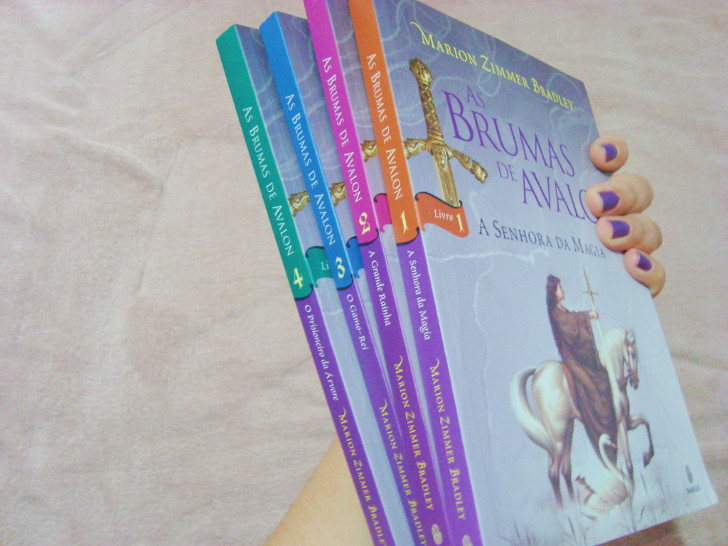 AS BRUMAS DE AVALON
4
O Prisioneiro da Árvore
MARION ZIMMER BRADLEY
AS BRUMAS DE AVALON
3
O Gamo-Rei
MARION ZIMMER BRADLEY
AS BRUMAS DE AVALON
2
A Grande Rainha
MARION ZIMMER BRADLEY
AS BRUMAS DE AVALON
1
A Senhora da Magia
MARION ZIMMER BRADLEY
MARION ZIMMER BRADLEY
AS
BRUMAS
DE AVALO
Livro 1
A SENHORA DA MAGIA
Li